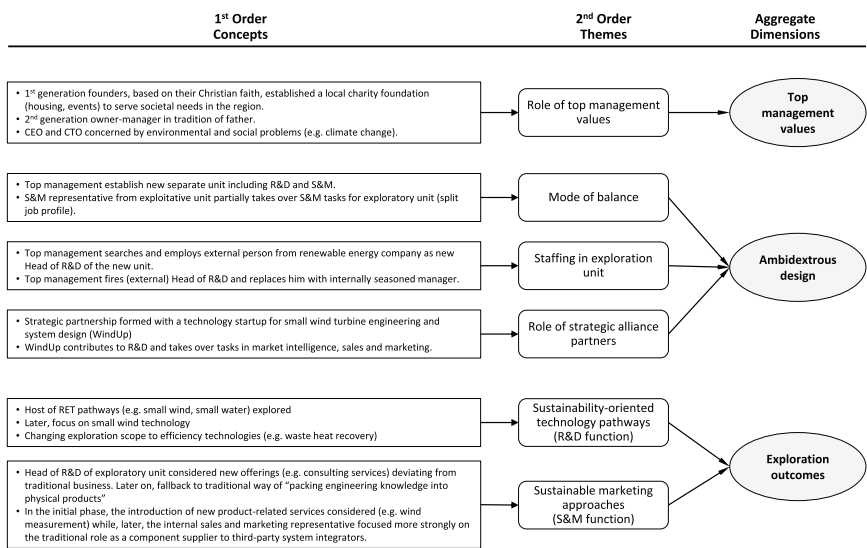 1st Order
Concepts
2nd Order
Themes
Aggregate
Dimensions
• 1st generation founders, based on their Christian faith, established a local charity foundation
(housing, events) to serve societal needs in the region.
• 2nd generation owner-manager in tradition of father.
• CEO and CTO concerned by environmental and social problems (e.g. climate change).
Role of top management
values
Top
management
values
• Top management establish new separate unit including R&D and S&M.
• S&M representative from exploitative unit partially takes over S&M tasks for exploratory unit (split
job profile).
Mode of balance
• Top management searches and employs external person from renewable energy company as new
Head of R&D of the new unit.
• Top management fires (external) Head of R&D and replaces him with internally seasoned manager.
Staffing in exploration
unit
Ambidextrous
design
• Strategic partnership formed with a technology startup for small wind turbine engineering and
system design (WindUp)
• WindUp contributes to R&D and takes over tasks in market intelligence, sales and marketing.
Role of strategic alliance
partners
• Host of RET pathways (e.g. small wind, small water) explored
• Later, focus on small wind technology
• Changing exploration scope to efficiency technologies (e.g. waste heat recovery)
Sustainability-oriented
technology pathways
(R&D function)
• Head of R&D of exploratory unit considered new offerings (e.g. consulting services) deviating from
traditional business. Later on, fallback to traditional way of "packing engineering knowledge into
physical products"
• In the initial phase, the introduction of new product-related services considered (e.g. wind
measurement) while, later, the internal sales and marketing representative focused more strongly on
the traditional role as a component supplier to third-party system integrators.
Sustainable marketing
approaches
(S&M function)
Exploration
outcomes